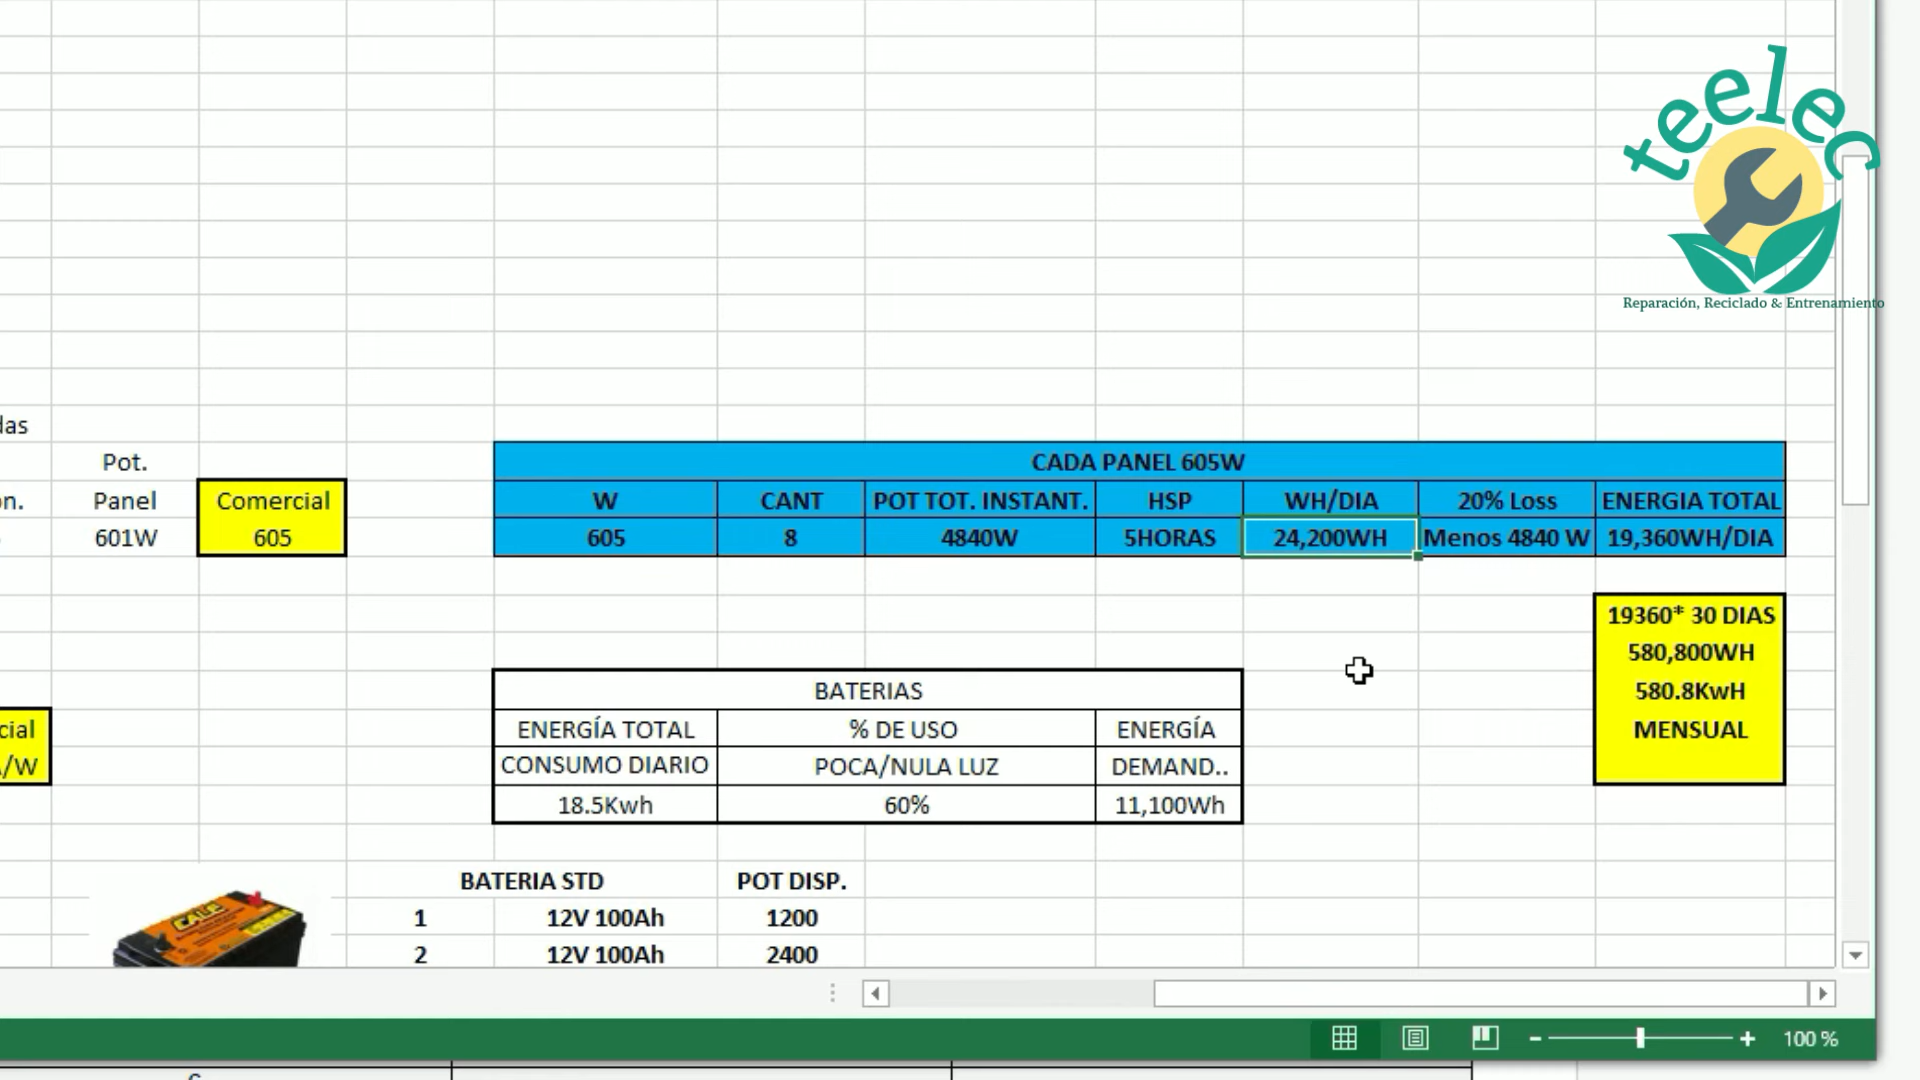 teelec
Reparación, Reciclado & Entrenamiento
das
Pot.
CADA PANEL 605W
on.
Panel
Comercial
W
CANT
POT TOT. INSTANT.
HSP
WH/DIA
20% Loss
ENERGIA TOTAL
601W
605
605
8
4840W
5HORAS
24,200WH
Menos 4840 W
19,360WH/DIA
19360* 30 DIAS
580,800WH
580.8KwH
MENSUAL
BATERIAS
cial
ENERGÍA TOTAL
% DE USO
ENERGÍA
A/W
CONSUMO DIARIO
POCA/NULA LUZ
DEMAND..
18.5Kwh
60%
11,100Wh
BATERIA STD
POT DISP.
CALE
1
12V 100Ah
1200
2
12V 100Ah
2400
100 %